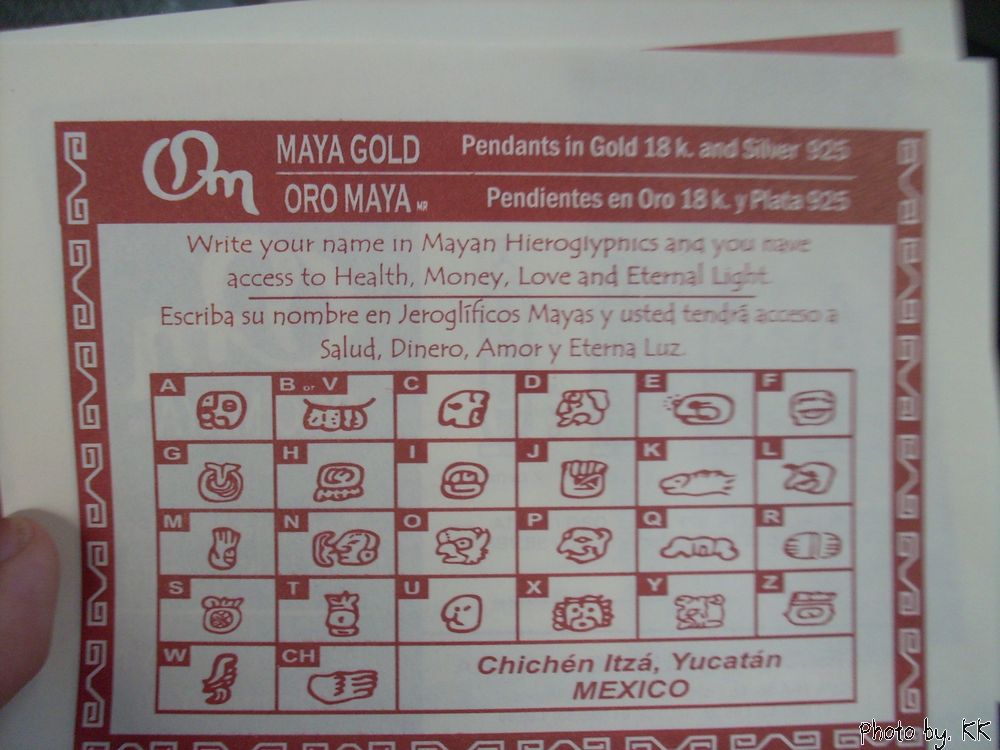 Om
MAYA GOLD Pendants in Gold 18 k. and Silver 925
ORO MAYA MR Pendientes en Oro 18 k. y Plata 925
Write your name in Mayan Hieroglyphics and you have
access to Health, Money, Love and Eternal Light.
Escriba su nombre en Jeroglíficos Mayas y usted tendrá acceso a
Salud, Dinero, Amor y Eterna Luz.
A B or V C D E F
G H I J K L
M N O P Q R
S T U X Y Z
W CH Chichén Itzá, Yucatán
MEXICO
Photo by. KK